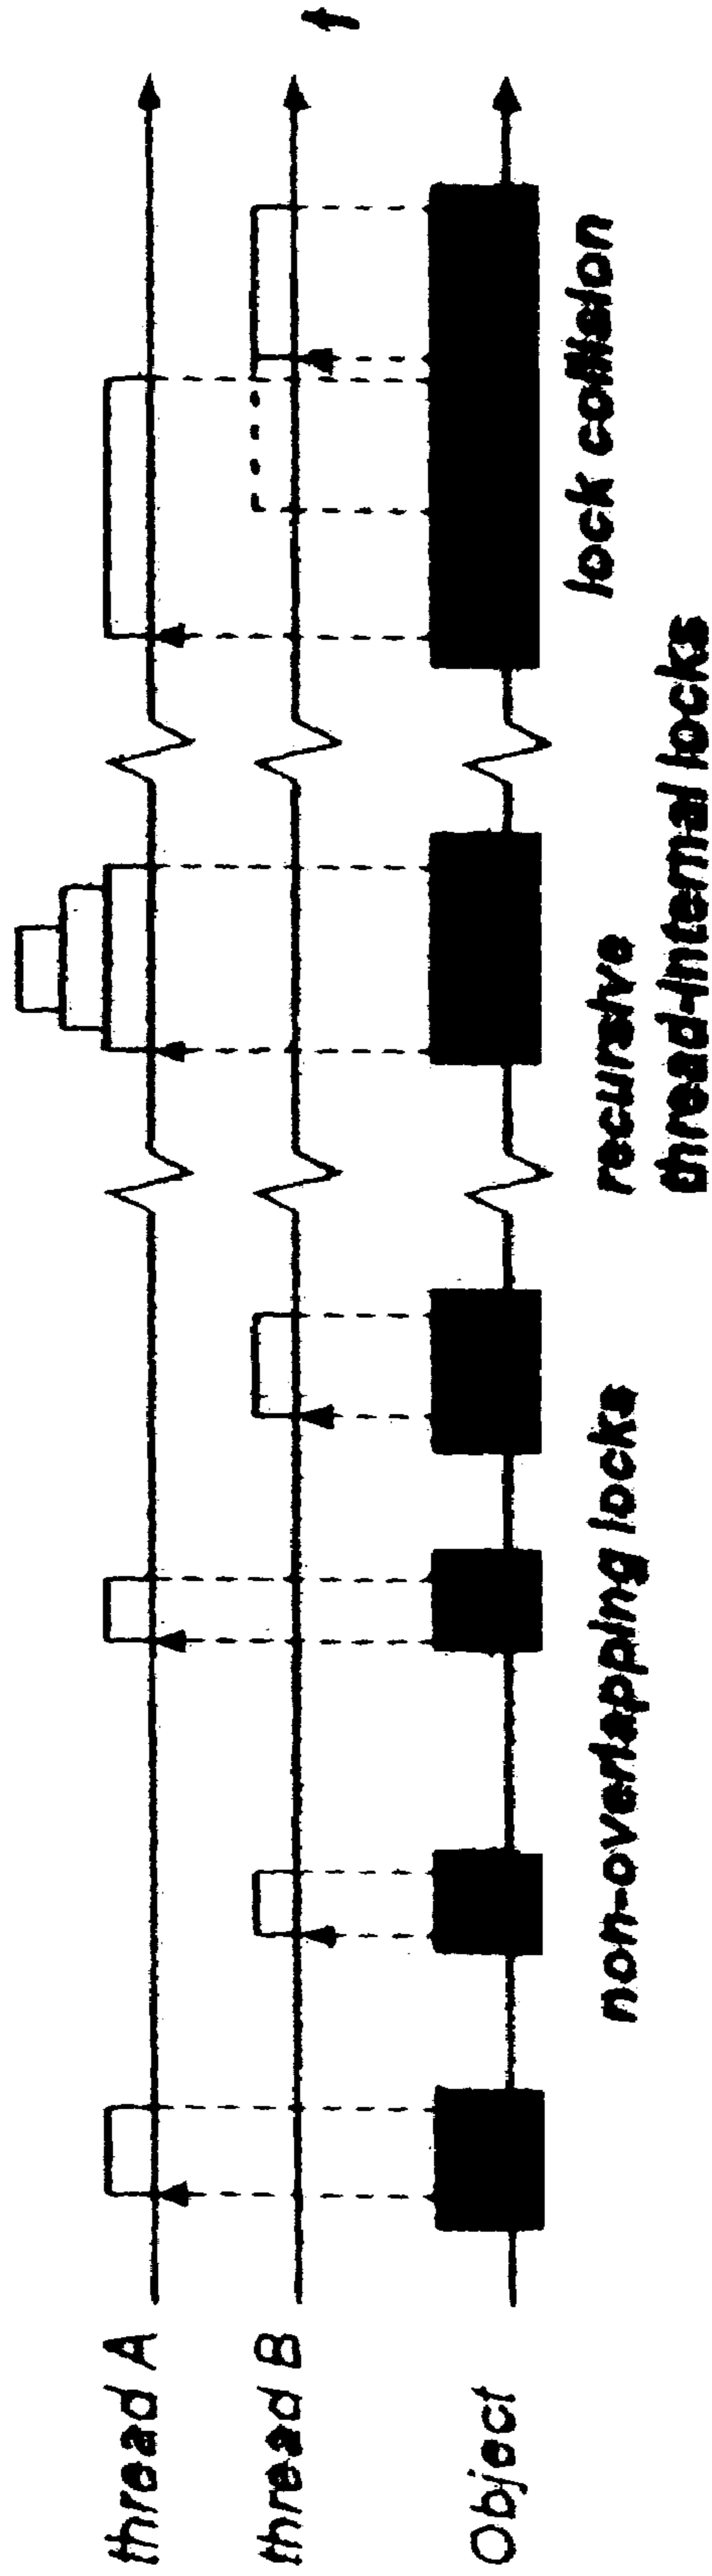 thread A
thread B
Object
t
non-overlapping locks
recursive
thread-internal locks
lock collision